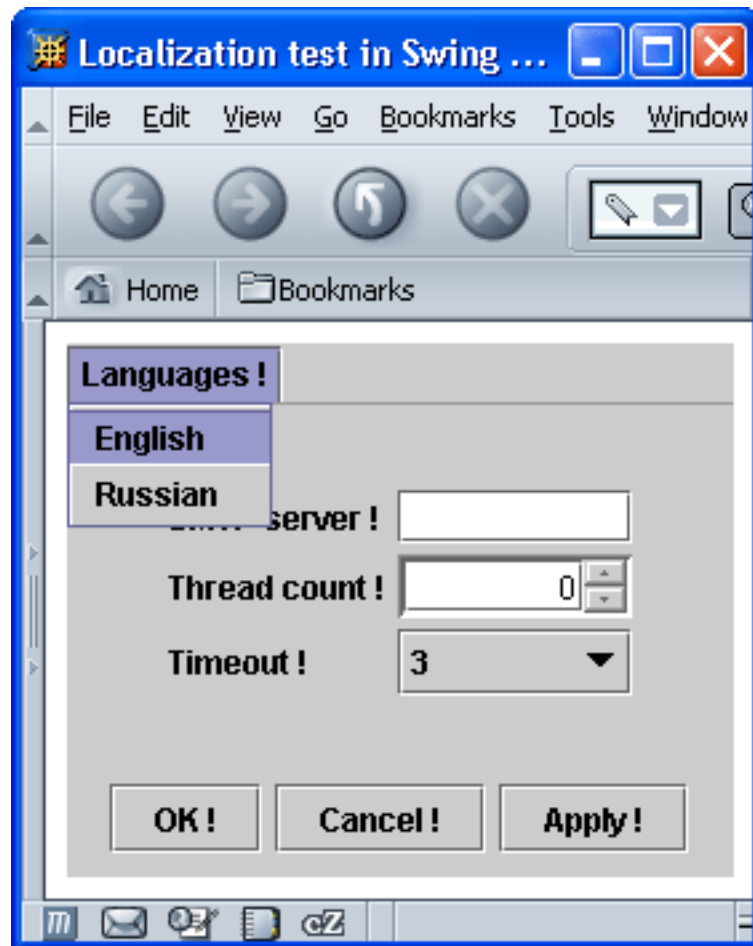 Localization test in Swing ...
File Edit View Go Bookmarks Tools Window
Home Bookmarks
Languages !
English
Russian
server !
Thread count ! 0
Timeout ! 3
OK ! Cancel ! Apply !
m cZ